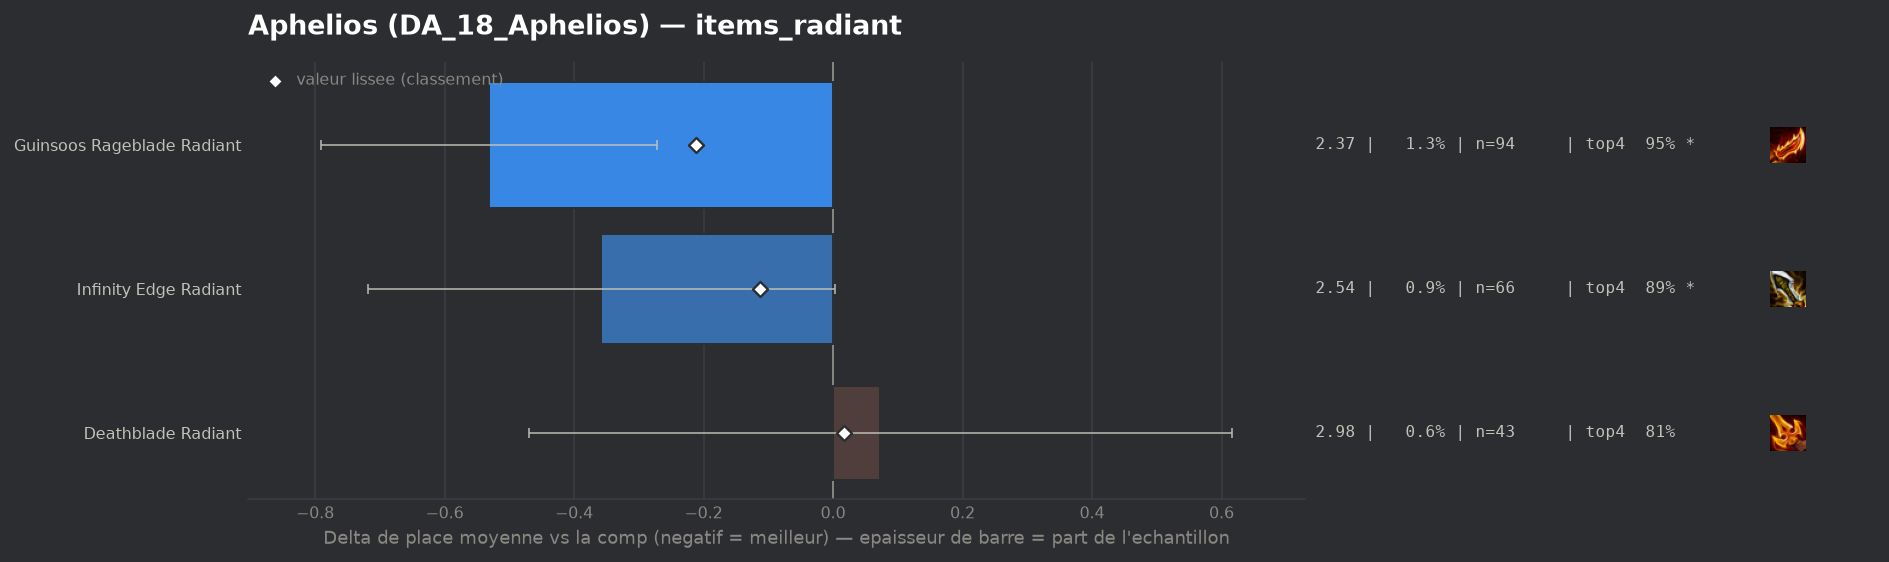 Aphelios (DA_18_Aphelios) — items_radiant
◆ valeur lissee (classement)
Guinsoos Rageblade Radiant 2.37 | 1.3% | n=94 | top4 95% *
Infinity Edge Radiant 2.54 | 0.9% | n=66 | top4 89% *
Deathblade Radiant 2.98 | 0.6% | n=43 | top4 81%
−0.8 −0.6 −0.4 −0.2 0.0 0.2 0.4 0.6
Delta de place moyenne vs la comp (negatif = meilleur) — epaisseur de barre = part de l'echantillon